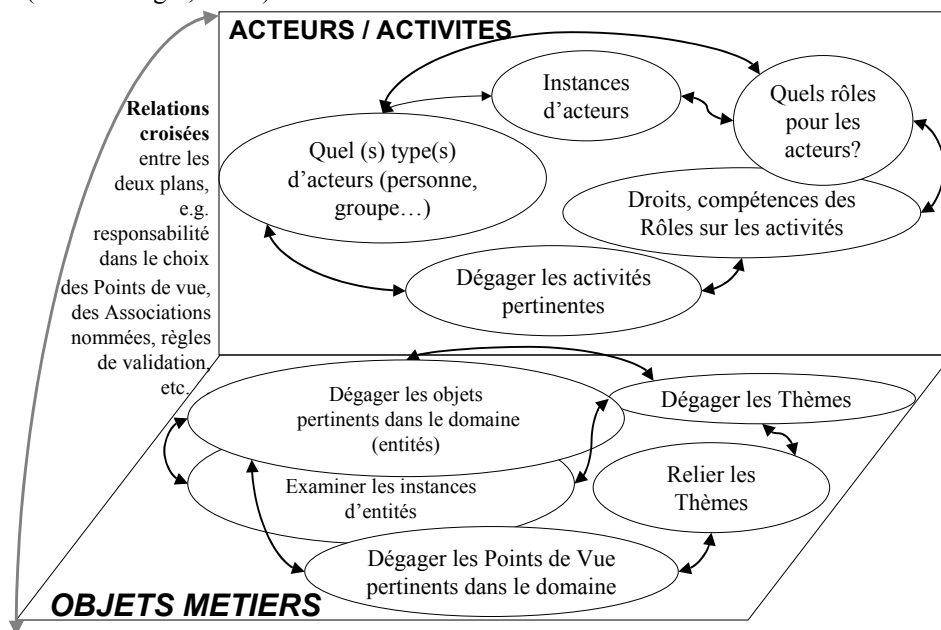 ACTEURS / ACTIVITES
Instances
d’acteurs
Quels rôles
pour les
acteurs?
Quel (s) type(s)
d’acteurs (personne,
groupe…)
Droits, compétences des
Rôles sur les activités
Dégager les activités
pertinentes
Relations
croisées
entre les
deux plans,
e.g.
responsabilité
dans le choix
des Points de vue,
des Associations
nommées, règles
de validation,
etc.
Dégager les objets
pertinents dans le domaine
(entités)
Dégager les Thèmes
Examiner les instances
d’entités
Relier les
Thèmes
Dégager les Points de Vue
pertinents dans le domaine
OBJETS METIERS